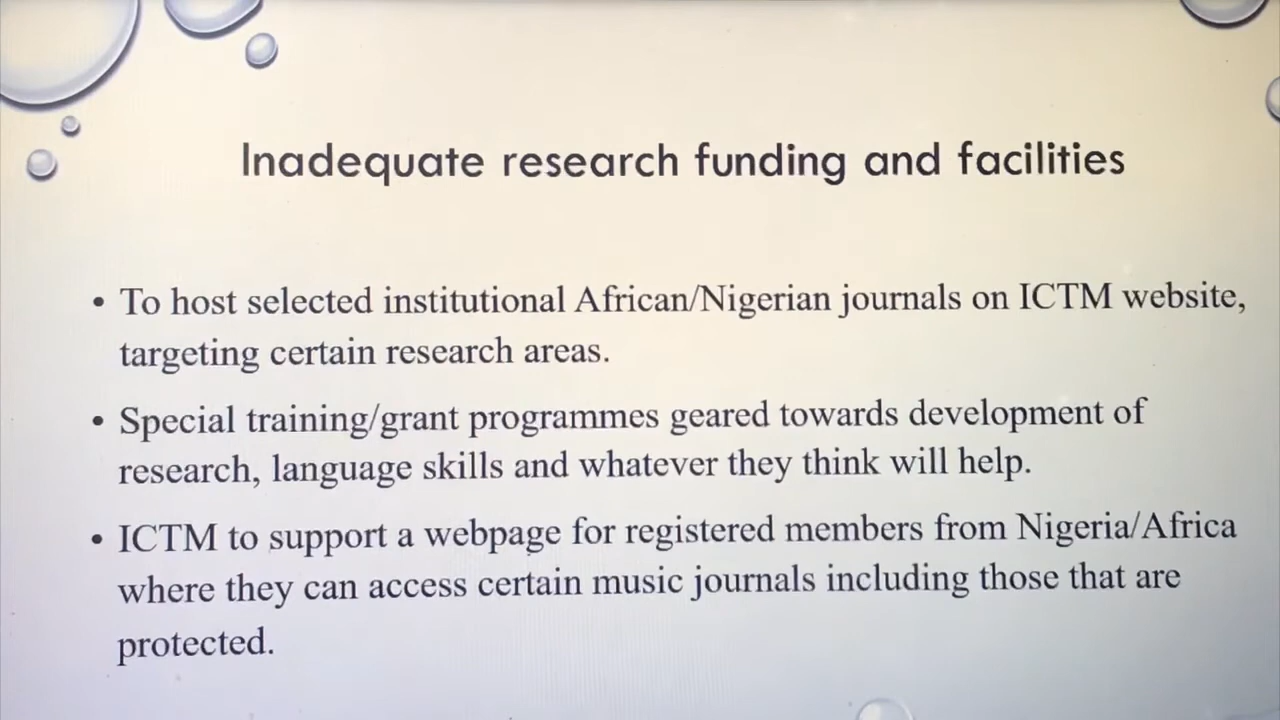 Inadequate research funding and facilities
• To host selected institutional African/Nigerian journals on ICTM website,
targeting certain research areas.
• Special training/grant programmes geared towards development of
research, language skills and whatever they think will help.
• ICTM to support a webpage for registered members from Nigeria/Africa
where they can access certain music journals including those that are
protected.